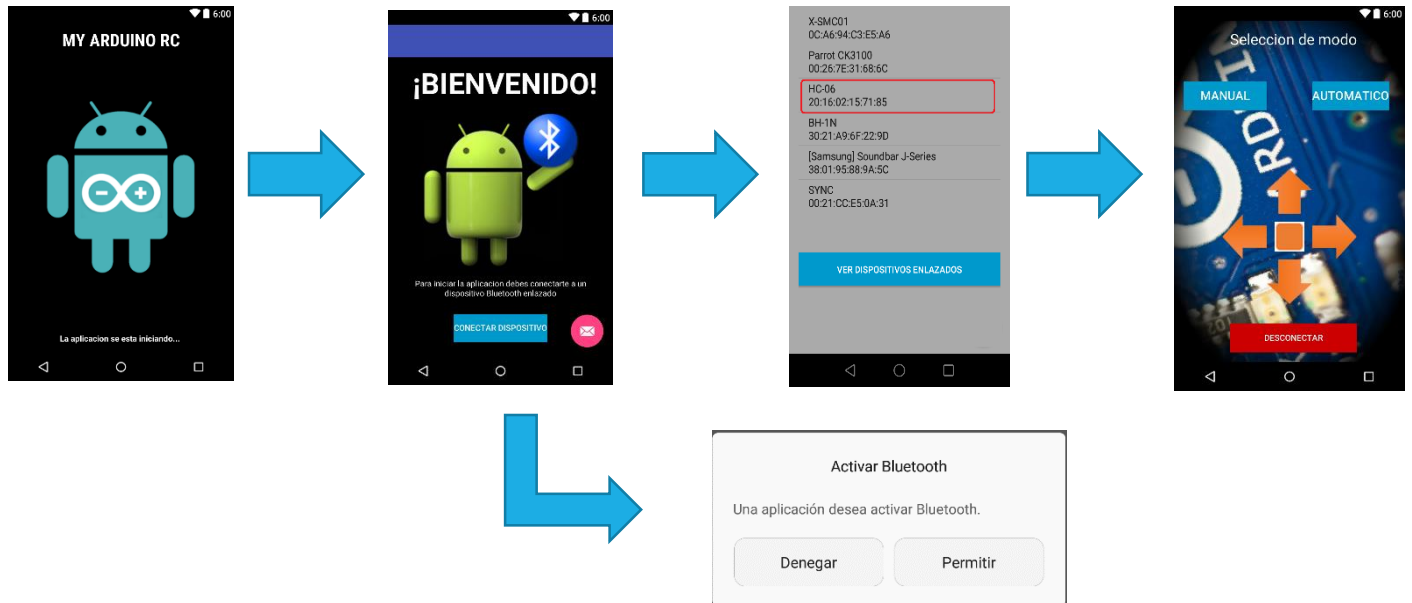 6:00
MY ARDUINO RC
La aplicacion se esta iniciando...
6:00
¡BIENVENIDO!
Para iniciar la aplicacion debes conectarte a un
dispositivo Bluetooth enlazado
CONECTAR DISPOSITIVO
X-SMC01
0C:A6:94:C3:E5:A6
Parrot CK3100
00:26:7E:31:68:6C
HC-06
20:16:02:15:71:85
BH-1N
30:21:A9:6F:22:9D
[Samsung] Soundbar J-Series
38:01:95:88:9A:5C
SYNC
00:21:CC:E5:0A:31
VER DISPOSITIVOS ENLAZADOS
6:00
Seleccion de modo
MANUAL
AUTOMATICO
RDUI
DESCONECTAR
Activar Bluetooth
Una aplicación desea activar Bluetooth.
Denegar
Permitir